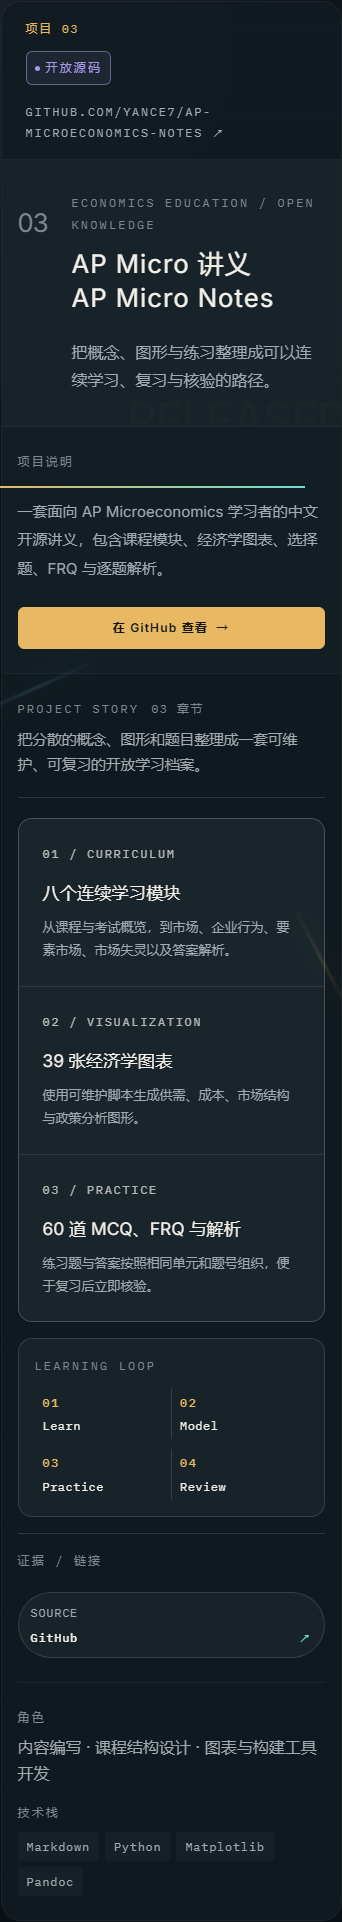 项目 03
开放源码
GITHUB.COM/YANCE7/AP-
MICROECONOMICS-NOTES ↗
03
ECONOMICS EDUCATION / OPEN
KNOWLEDGE
AP Micro 讲义
AP Micro Notes
把概念、图形与练习整理成可以连
续学习、复习与核验的路径。
RELEASED
项目说明
一套面向 AP Microeconomics 学习者的中文
开源讲义，包含课程模块、经济学图表、选择
题、FRQ 与逐题解析。
在 GitHub 查看 →
PROJECT STORY 03 章节
把分散的概念、图形和题目整理成一套可维
护、可复习的开放学习档案。
01 / CURRICULUM
八个连续学习模块
从课程与考试概览，到市场、企业行为、要
素市场、市场失灵以及答案解析。
02 / VISUALIZATION
39 张经济学图表
使用可维护脚本生成供需、成本、市场结构
与政策分析图形。
03 / PRACTICE
60 道 MCQ、FRQ 与解析
练习题与答案按照相同单元和题号组织，便
于复习后立即核验。
LEARNING LOOP
01
Learn
02
Model
03
Practice
04
Review
证据 / 链接
SOURCE
GitHub ↗
角色
内容编写 · 课程结构设计 · 图表与构建工具
开发
技术栈
Markdown Python Matplotlib
Pandoc